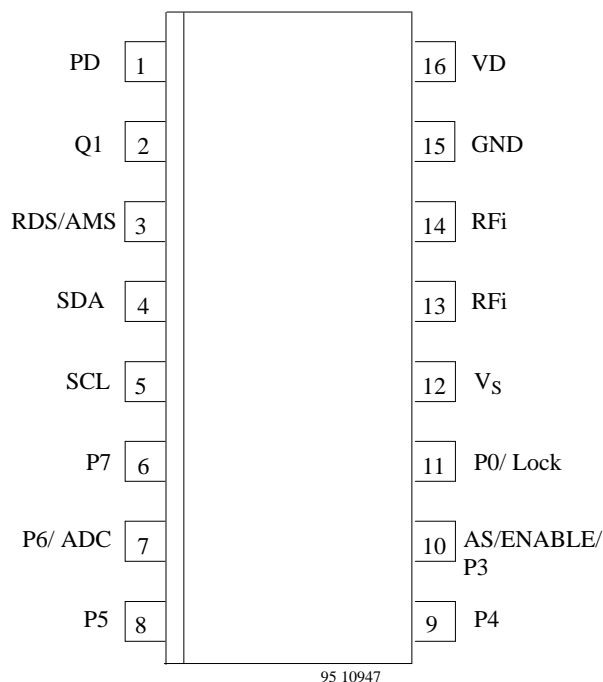 PD 1 16 VD
Q1 2 15 GND
RDS/AMS 3 14 RFi
SDA 4 13 RFi
SCL 5 12 VS
P7 6 11 P0/ Lock
P6/ ADC 7 10 AS/ENABLE/
P3
P5 8 9 P4
95 10947